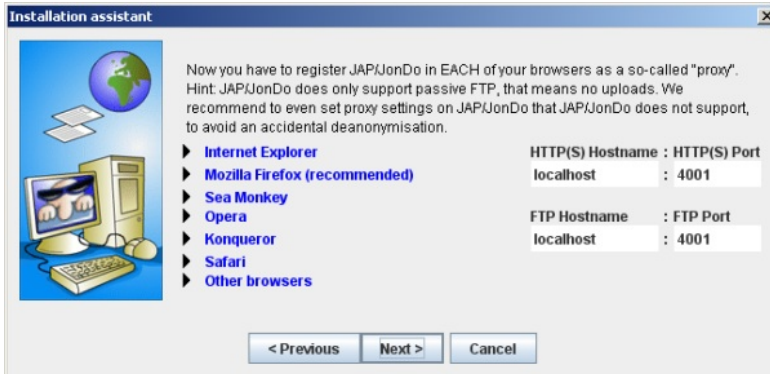 Installation assistant
Now you have to register JAP/JonDo in EACH of your browsers as a so-called "proxy".
Hint: JAP/JonDo does only support passive FTP, that means no uploads. We
recommend to even set proxy settings on JAP/JonDo that JAP/JonDo does not support,
to avoid an accidental deanonymisation.
Internet Explorer
HTTP(S) Hostname : HTTP(S) Port
Mozilla Firefox (recommended)
localhost : 4001
Sea Monkey
Opera
FTP Hostname : FTP Port
Konqueror
localhost : 4001
Safari
Other browsers
< Previous Next > Cancel